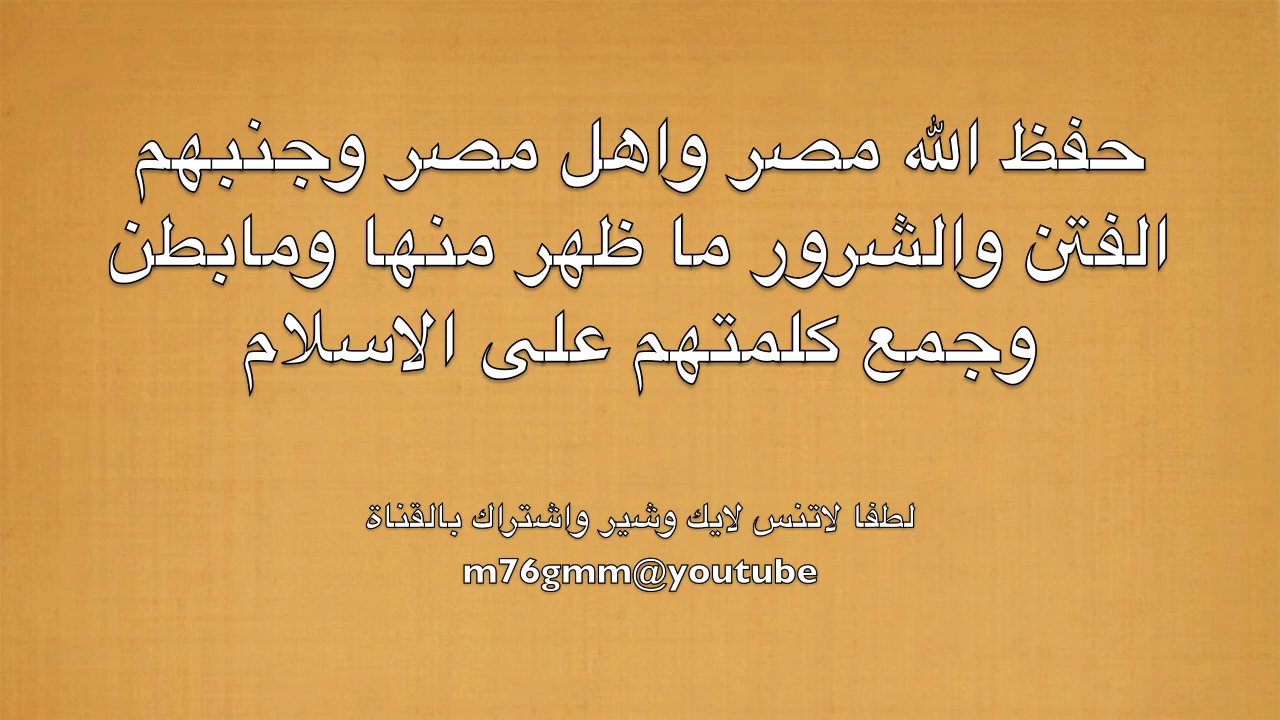 حفظ الله مصر واهل مصر وجنبهم
الفتن والشرور ما ظهر منها ومابطن
وجمع كلمتهم على الاسلام
لطفا لاتنس لايك وشير واشتراك بالقناة
m76gmm@youtube